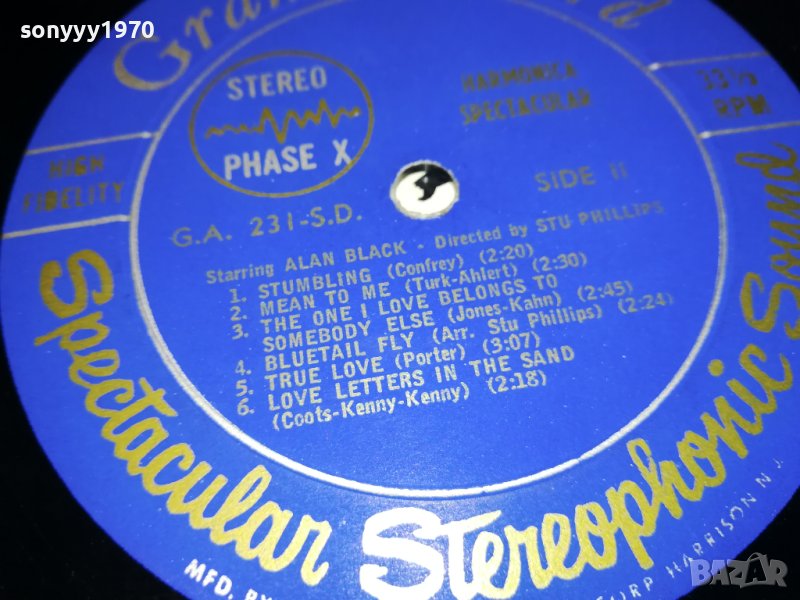 sonyyy1970
Gran
STEREO
PHASE X
HARMONICA
SPECTACULAR
33⅓
RPM
HIGH
FIDELITY
SIDE II
G.A. 231-S.D.
Starring ALAN BLACK - Directed by STU PHILLIPS
1. STUMBLING (Confrey) (2:20)
2. MEAN TO ME (Turk-Ahlert) (2:30)
3. THE ONE I LOVE BELONGS TO
SOMEBODY ELSE (Jones-Kahn) (2:45)
4. BLUETAIL FLY (Arr. Stu Phillips) (2:24)
5. TRUE LOVE (Porter) (3:07)
6. LOVE LETTERS IN THE SAND
(Coots-Kenny-Kenny) (2:18)
Spectacular Stereophonic Sound
MFD. BY
CORP HARRISON N.J.
BAZAR